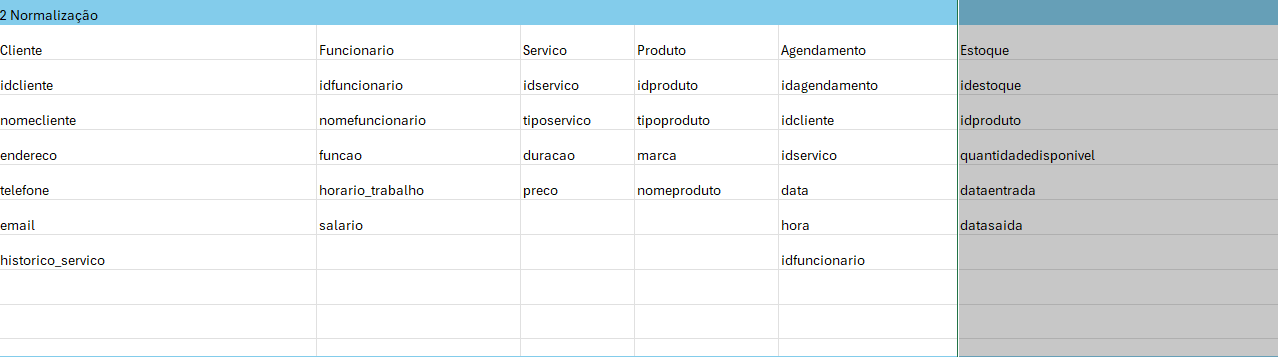 2 Normalização
Cliente Funcionario Servico Produto Agendamento Estoque
idcliente idfuncionario idservico idproduto idagendamento idestoque
nomecliente nomefuncionario tiposervico tipoproduto idcliente idproduto
endereco funcao duracao marca idservico quantidadedisponivel
telefone horario_trabalho preco nomeproduto data dataentrada
email salario hora datasaida
historico_servico idfuncionario